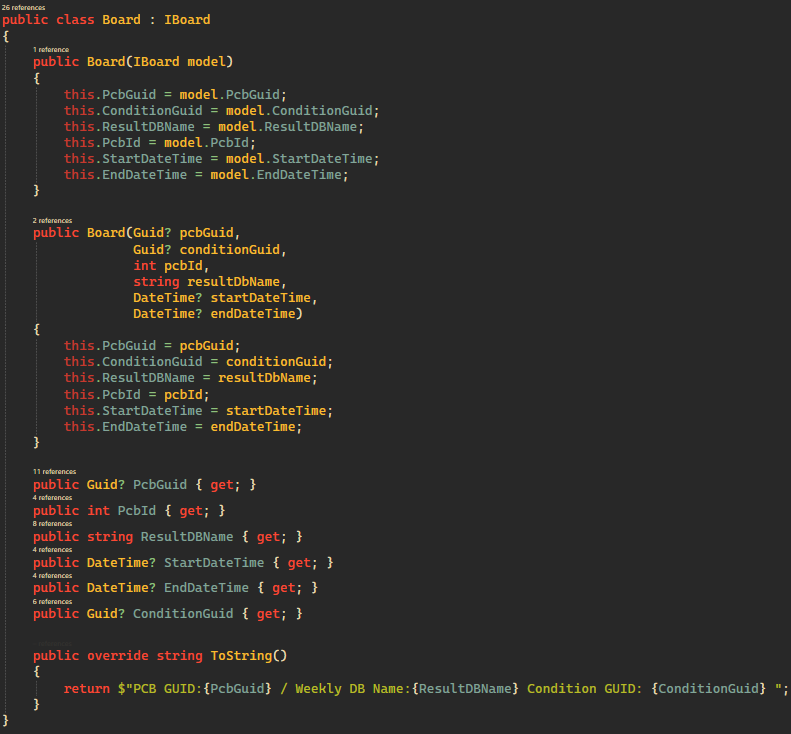 26 references
public class Board : IBoard
{
1 reference
public Board(IBoard model)
{
this.PcbGuid = model.PcbGuid;
this.ConditionGuid = model.ConditionGuid;
this.ResultDBName = model.ResultDBName;
this.PcbId = model.PcbId;
this.StartDateTime = model.StartDateTime;
this.EndDateTime = model.EndDateTime;
}
2 references
public Board(Guid? pcbGuid,
Guid? conditionGuid,
int pcbId,
string resultDbName,
DateTime? startDateTime,
DateTime? endDateTime)
{
this.PcbGuid = pcbGuid;
this.ConditionGuid = conditionGuid;
this.ResultDBName = resultDbName;
this.PcbId = pcbId;
this.StartDateTime = startDateTime;
this.EndDateTime = endDateTime;
}
11 references
public Guid? PcbGuid { get; }
4 references
public int PcbId { get; }
8 references
public string ResultDBName { get; }
4 references
public DateTime? StartDateTime { get; }
4 references
public DateTime? EndDateTime { get; }
6 references
public Guid? ConditionGuid { get; }
public override string ToString()
{
return $"PCB GUID:{PcbGuid} / Weekly DB Name:{ResultDBName} Condition GUID: {ConditionGuid} ";
}
}